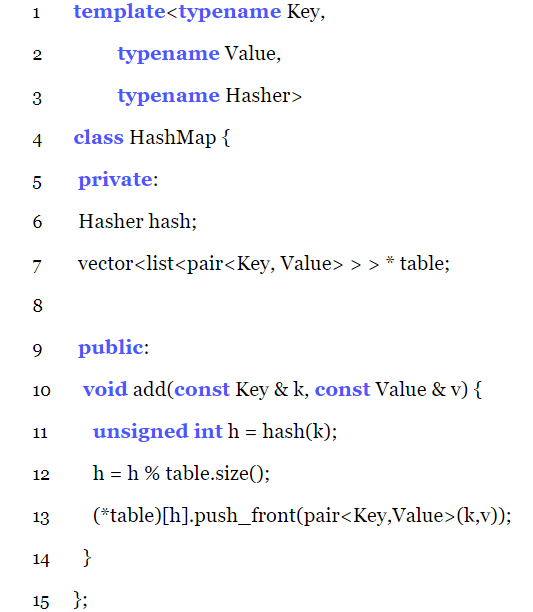 1 template<typename Key,
2 typename Value,
3 typename Hasher>
4 class HashMap {
5 private:
6 Hasher hash;
7 vector<list<pair<Key, Value> > > * table;
8
9 public:
10 void add(const Key & k, const Value & v) {
11 unsigned int h = hash(k);
12 h = h % table.size();
13 (*table)[h].push_front(pair<Key,Value>(k,v));
14 }
15 };